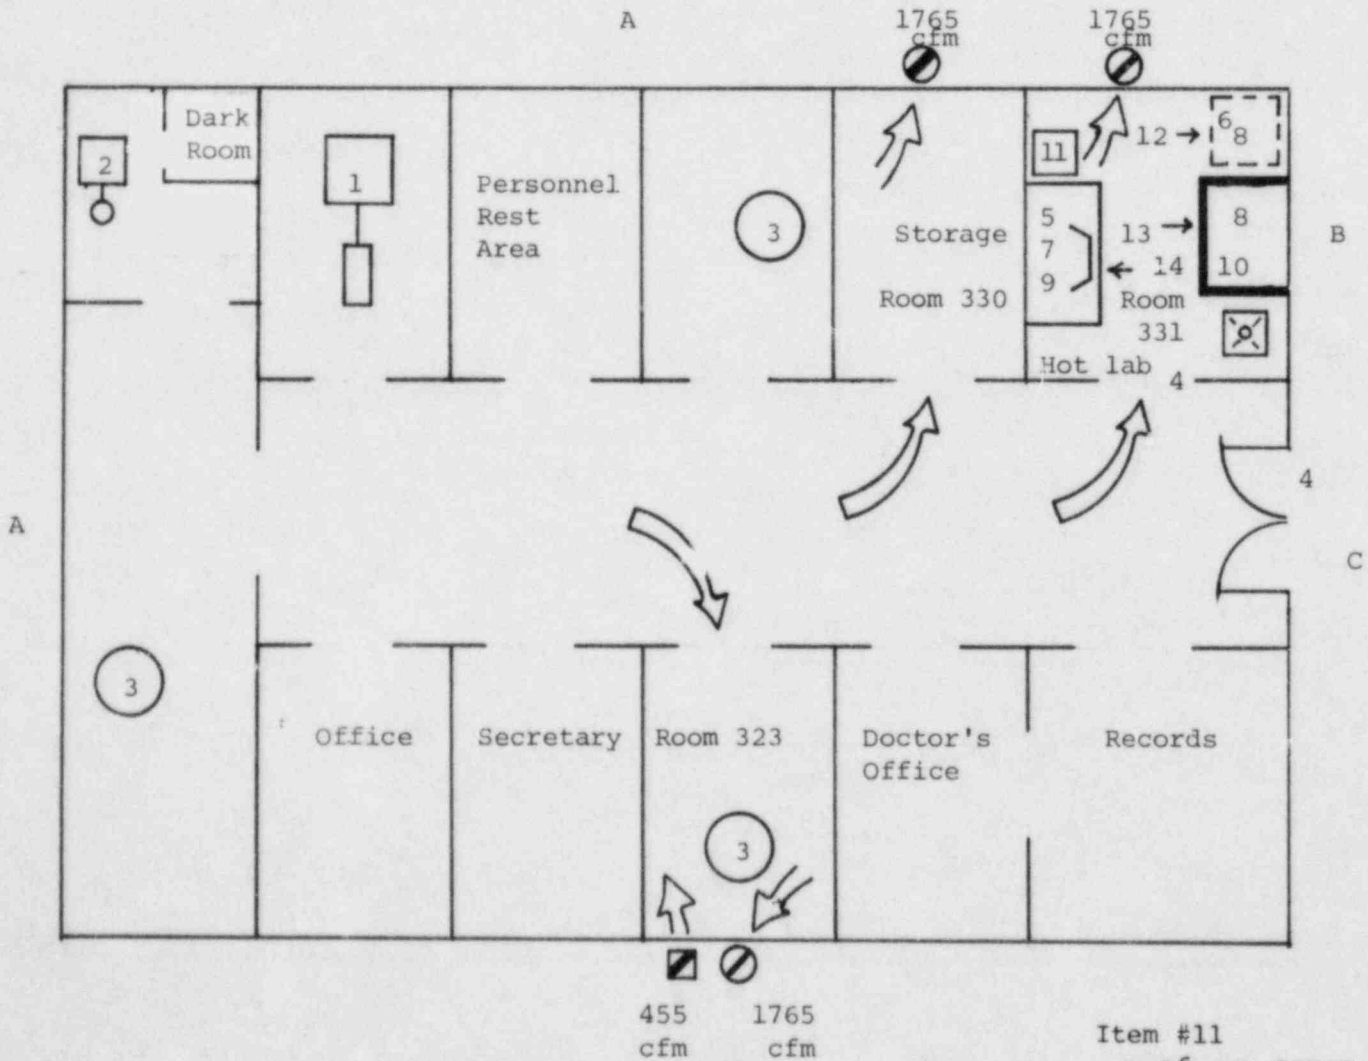 A
1765 cfm
1765 cfm
Dark Room
2
1
Personnel Rest Area
3
Storage
Room 330
11
12
6
8
5
7
9
13
14
8
10
Room 331
Hot lab
4
B
A
4
C
3
Office
Secretary
Room 323
3
Doctor's Office
Records
455 cfm
1765 cfm
Item #11